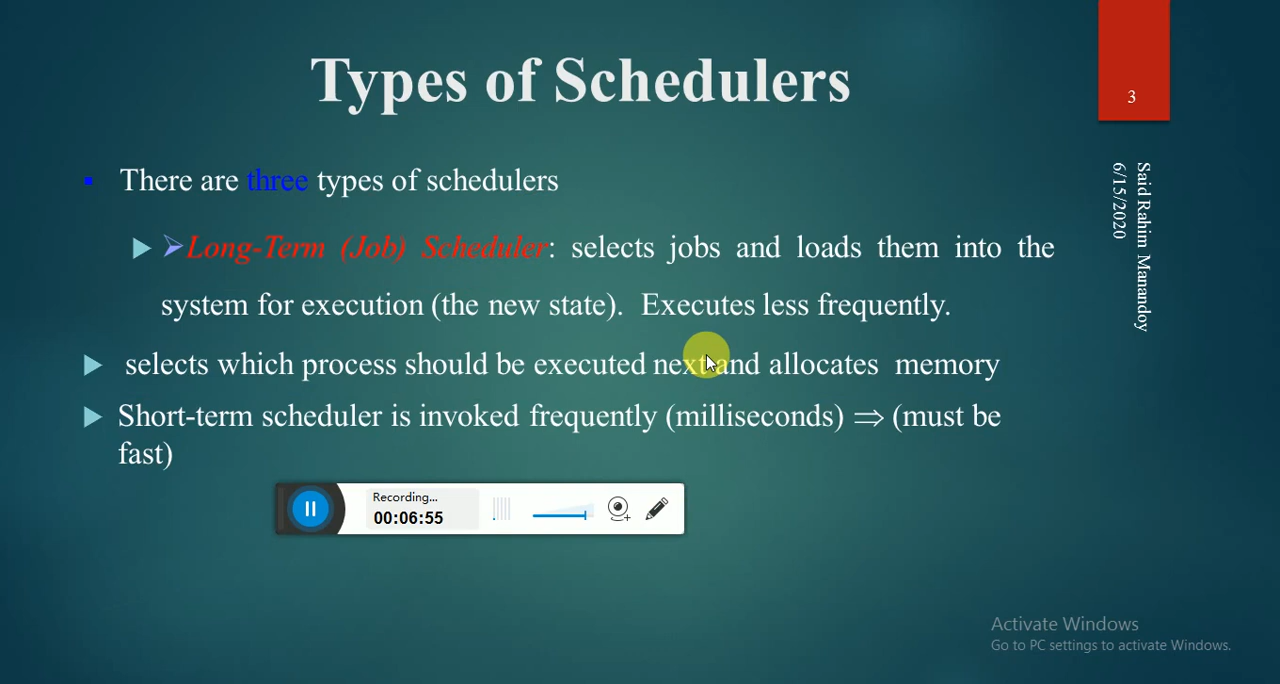 Types of Schedulers
3
Said Rahim Manandoy
6/15/2020
There are three types of schedulers
Long-Term (Job) Scheduler: selects jobs and loads them into the
system for execution (the new state). Executes less frequently.
selects which process should be executed next and allocates memory
Short-term scheduler is invoked frequently (milliseconds) ⇒ (must be
fast)
Recording...
00:06:55
Activate Windows
Go to PC settings to activate Windows.